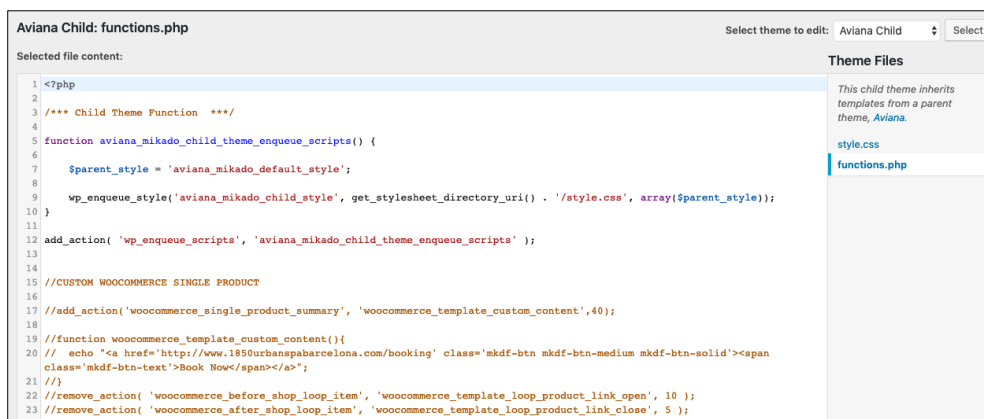 Aviana Child: functions.php
Select theme to edit: Aviana Child Select
Selected file content:
Theme Files
This child theme inherits
templates from a parent
theme, Aviana.
style.css
functions.php
1 <?php
2
3 /*** Child Theme Function  ***/
4
5 function aviana_mikado_child_theme_enqueue_scripts() {
6
7     $parent_style = 'aviana_mikado_default_style';
8
9     wp_enqueue_style('aviana_mikado_child_style', get_stylesheet_directory_uri() . '/style.css', array($parent_style));
10 }
11
12 add_action( 'wp_enqueue_scripts', 'aviana_mikado_child_theme_enqueue_scripts' );
13
14
15 //CUSTOM WOOCOMMERCE SINGLE PRODUCT
16
17 //add_action('woocommerce_single_product_summary', 'woocommerce_template_custom_content',40);
18
19 //function woocommerce_template_custom_content(){
20 //  echo "<a href='http://www.1850urbanspabarcelona.com/booking' class='mkdf-btn mkdf-btn-medium mkdf-btn-solid'><span
class='mkdf-btn-text'>Book Now</span></a>";
21 //}
22 //remove_action( 'woocommerce_before_shop_loop_item', 'woocommerce_template_loop_product_link_open', 10 );
23 //remove_action( 'woocommerce_after_shop_loop_item', 'woocommerce_template_loop_product_link_close', 5 );